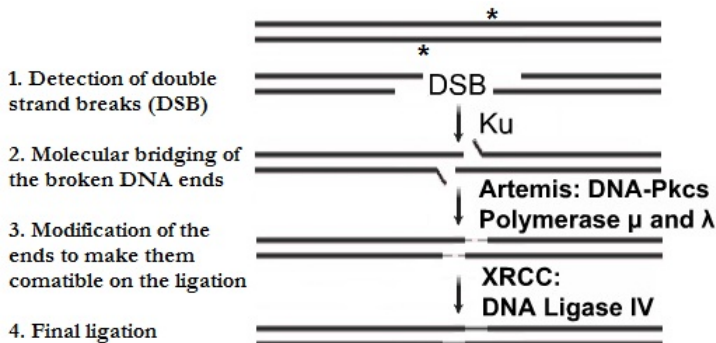 *
*
1. Detection of double
strand breaks (DSB)
DSB
Ku
2. Molecular bridging of
the broken DNA ends
Artemis: DNA-Pkcs
Polymerase μ and λ
3. Modification of the
ends to make them
comatible on the ligation
XRCC:
DNA Ligase IV
4. Final ligation